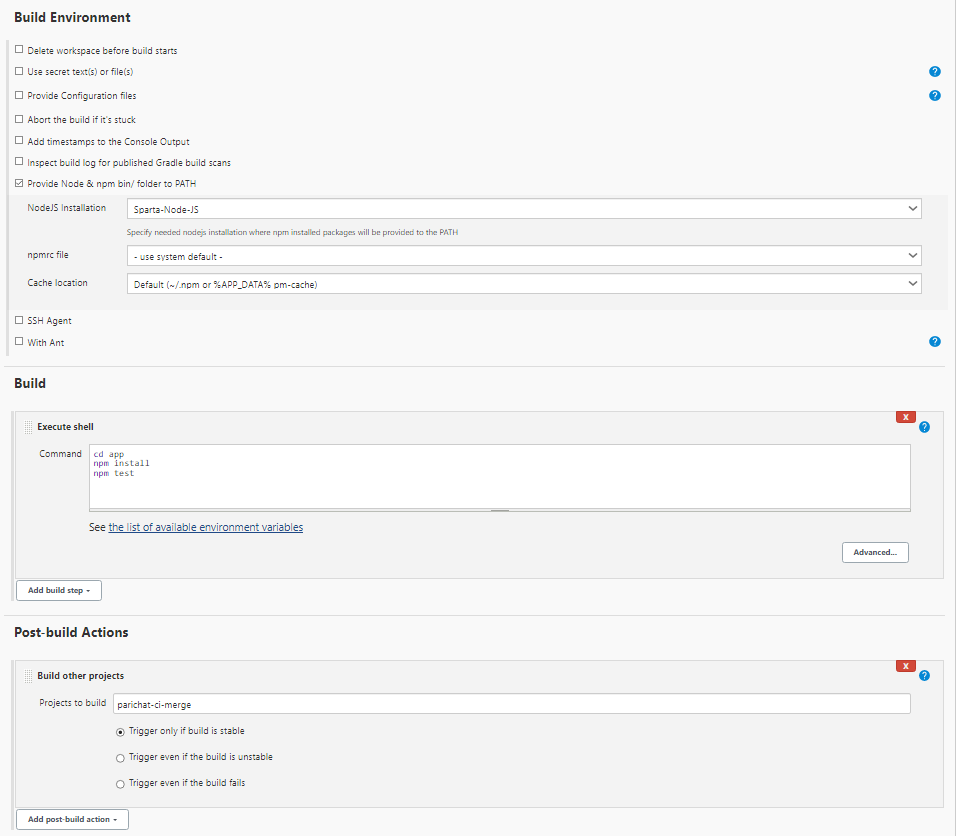 Build Environment
Delete workspace before build starts
Use secret text(s) or file(s)
?
Provide Configuration files
?
Abort the build if it's stuck
Add timestamps to the Console Output
Inspect build log for published Gradle build scans
Provide Node & npm bin/ folder to PATH
NodeJS Installation
Sparta-Node-JS
Specify needed nodejs installation where npm installed packages will be provided to the PATH
npmrc file
- use system default -
Cache location
Default (~/.npm or %APP_DATA% pm-cache)
SSH Agent
With Ant
?
Build
X
Execute shell
?
Command
cd app
npm install
npm test
See the list of available environment variables
Advanced...
Add build step
Post-build Actions
X
Build other projects
?
Projects to build
parichat-ci-merge
Trigger only if build is stable
Trigger even if the build is unstable
Trigger even if the build fails
Add post-build action